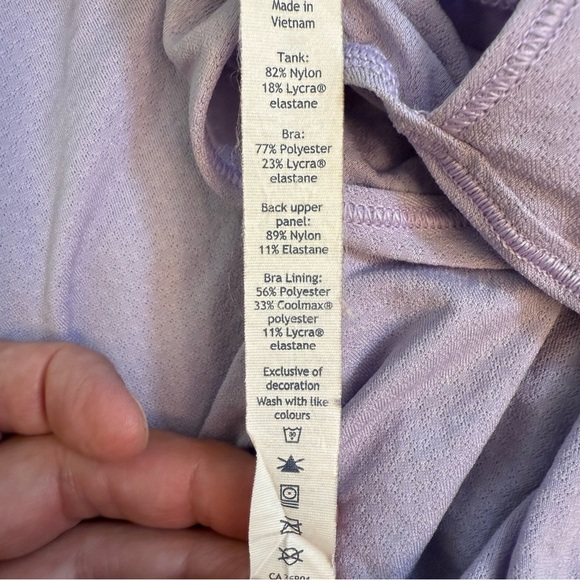 Made in
Vietnam
Tank:
82% Nylon
18% Lycra®
elastane
Bra:
77% Polyester
23% Lycra®
elastane
Back upper
panel:
89% Nylon
11% Elastane
Bra Lining:
56% Polyester
33% Coolmax®
polyester
11% Lycra®
elastane
Exclusive of
decoration
Wash with like
colours
CA